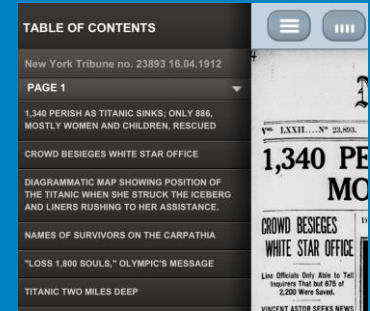 TABLE OF CONTENTS
New York Tribune no. 23893 16.04.1912
PAGE 1
1,340 PERISH AS TITANIC SINKS; ONLY 886,
MOSTLY WOMEN AND CHILDREN, RESCUED
CROWD BESIEGES WHITE STAR OFFICE
DIAGRAMMATIC MAP SHOWING POSITION OF
THE TITANIC WHEN SHE STRUCK THE ICEBERG
AND LINERS RUSHING TO HER ASSISTANCE.
NAMES OF SURVIVORS ON THE CARPATHIA
"LOSS 1,800 SOULS," OLYMPIC'S MESSAGE
TITANIC TWO MILES DEEP
Vol. LXXII....No 23,893.
1,340 PE
MO
CROWD BESIEGES
WHITE STAR OFFICE
Line Officials Only Able to Tell
Inquirers That but 675 of
2,200 Were Saved.
VINCENT ASTOR SEEKS NEWS